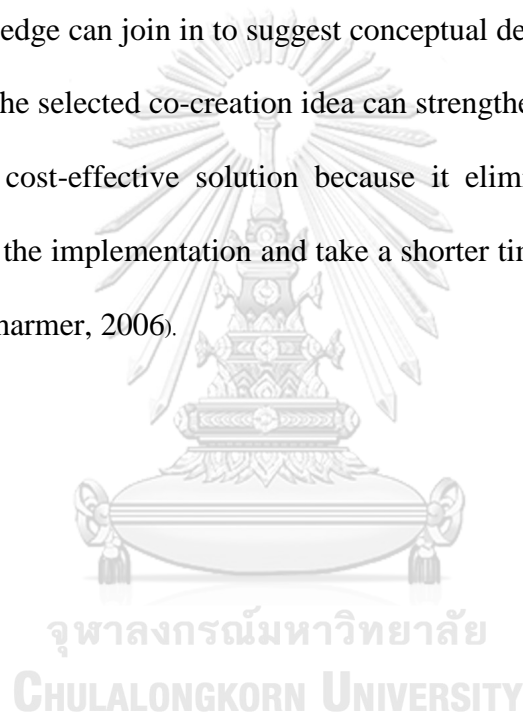 edge can join in to suggest conceptual de
he selected co-creation idea can strengthe
cost-effective solution because it elim
the implementation and take a shorter tin
harmer, 2006).
จุฬาลงกรณ์มหาวิทยาลัย
CHULALONGKORN UNIVERSITY